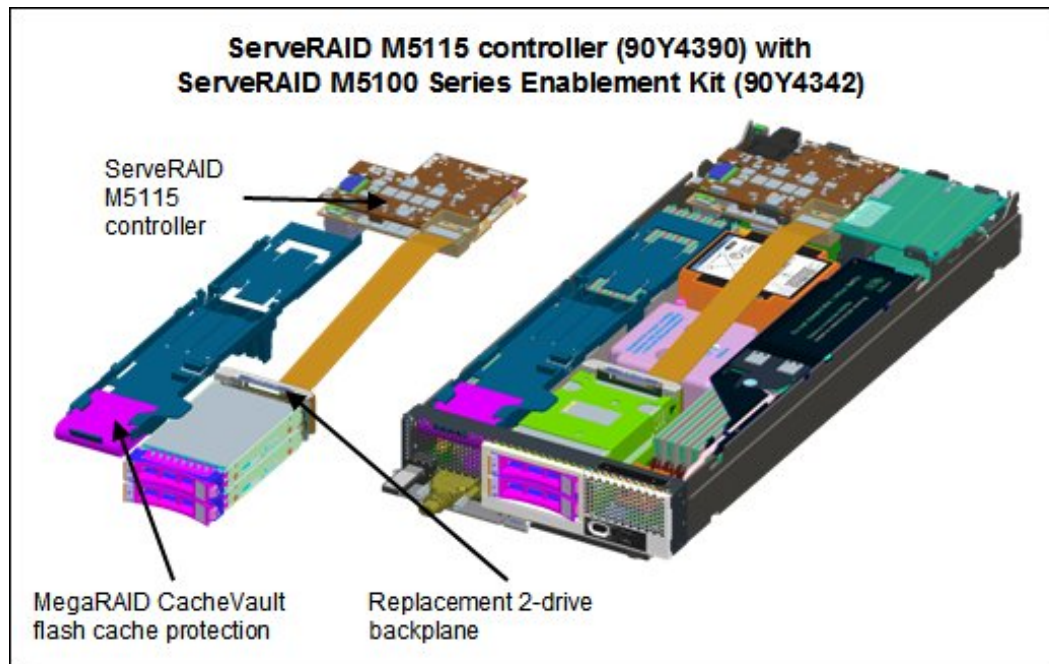 ServeRAID M5115 controller (90Y4390) with
ServeRAID M5100 Series Enablement Kit (90Y4342)
ServeRAID
M5115
controller
MegaRAID CacheVault
flash cache protection
Replacement 2-drive
backplane